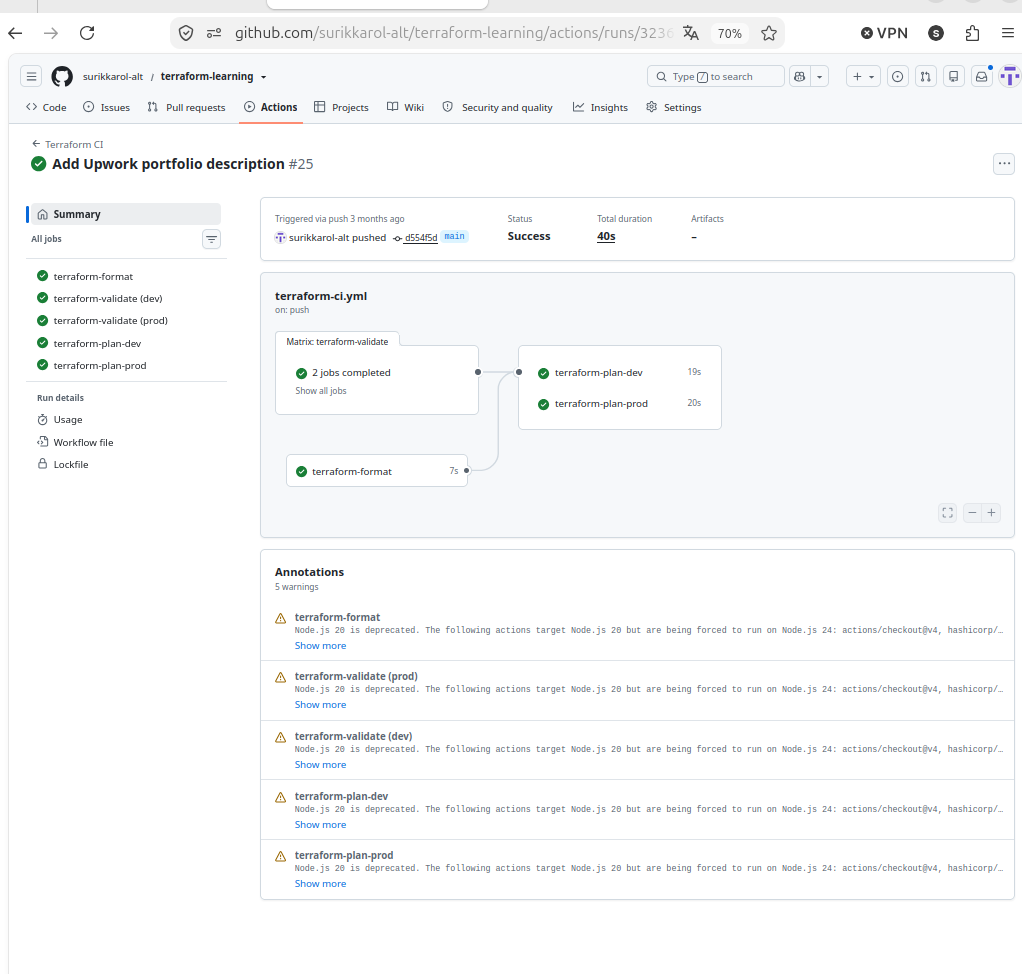 github.com/surikkarol-alt/terraform-learning/actions/runs/3236
70%
VPN
S
surikkarol-alt / terraform-learning
Type / to search
Code
Issues
Pull requests
Actions
Projects
Wiki
Security and quality
Insights
Settings
Terraform CI
Add Upwork portfolio description #25
Summary
All jobs
terraform-format
terraform-validate (dev)
terraform-validate (prod)
terraform-plan-dev
terraform-plan-prod
Run details
Usage
Workflow file
Lockfile
Triggered via push 3 months ago
surikkarol-alt pushed d554f5d main
Status
Success
Total duration
40s
Artifacts
–
terraform-ci.yml
on: push
Matrix: terraform-validate
2 jobs completed
Show all jobs
terraform-format 7s
terraform-plan-dev 19s
terraform-plan-prod 20s
Annotations
5 warnings
terraform-format
Node.js 20 is deprecated. The following actions target Node.js 20 but are being forced to run on Node.js 24: actions/checkout@v4, hashicorp/…
Show more
terraform-validate (prod)
Node.js 20 is deprecated. The following actions target Node.js 20 but are being forced to run on Node.js 24: actions/checkout@v4, hashicorp/…
Show more
terraform-validate (dev)
Node.js 20 is deprecated. The following actions target Node.js 20 but are being forced to run on Node.js 24: actions/checkout@v4, hashicorp/…
Show more
terraform-plan-dev
Node.js 20 is deprecated. The following actions target Node.js 20 but are being forced to run on Node.js 24: actions/checkout@v4, hashicorp/…
Show more
terraform-plan-prod
Node.js 20 is deprecated. The following actions target Node.js 20 but are being forced to run on Node.js 24: actions/checkout@v4, hashicorp/…
Show more